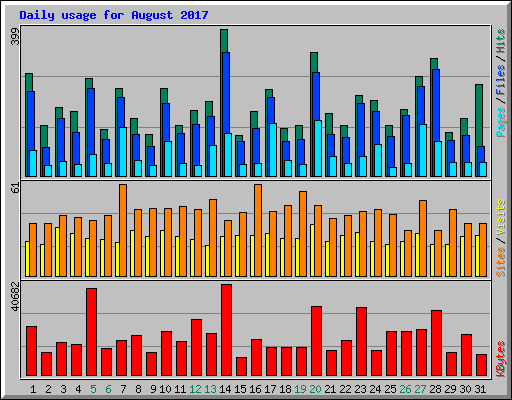 Daily usage for August 2017
399
Pages / Files / Hits
61
Sites / Visits
40682
KBytes
1 2 3 4 5 6 7 8 9 10 11 12 13 14 15 16 17 18 19 20 21 22 23 24 25 26 27 28 29 30 31